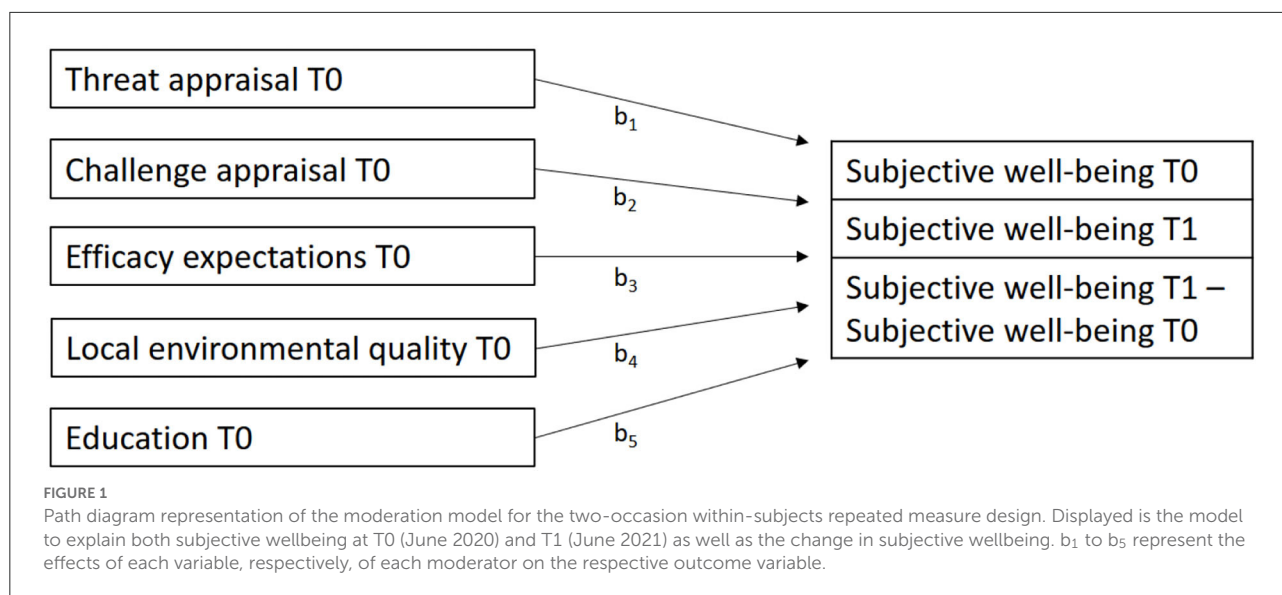 Threat appraisal T0
b₁
Challenge appraisal T0
b₂
Efficacy expectations T0
b₃
Local environmental quality T0
b₄
Education T0
b₅
Subjective well-being T0
Subjective well-being T1
Subjective well-being T1 –
Subjective well-being T0
FIGURE 1
Path diagram representation of the moderation model for the two-occasion within-subjects repeated measure design. Displayed is the model
to explain both subjective wellbeing at T0 (June 2020) and T1 (June 2021) as well as the change in subjective wellbeing. b₁ to b₅ represent the
effects of each variable, respectively, of each moderator on the respective outcome variable.